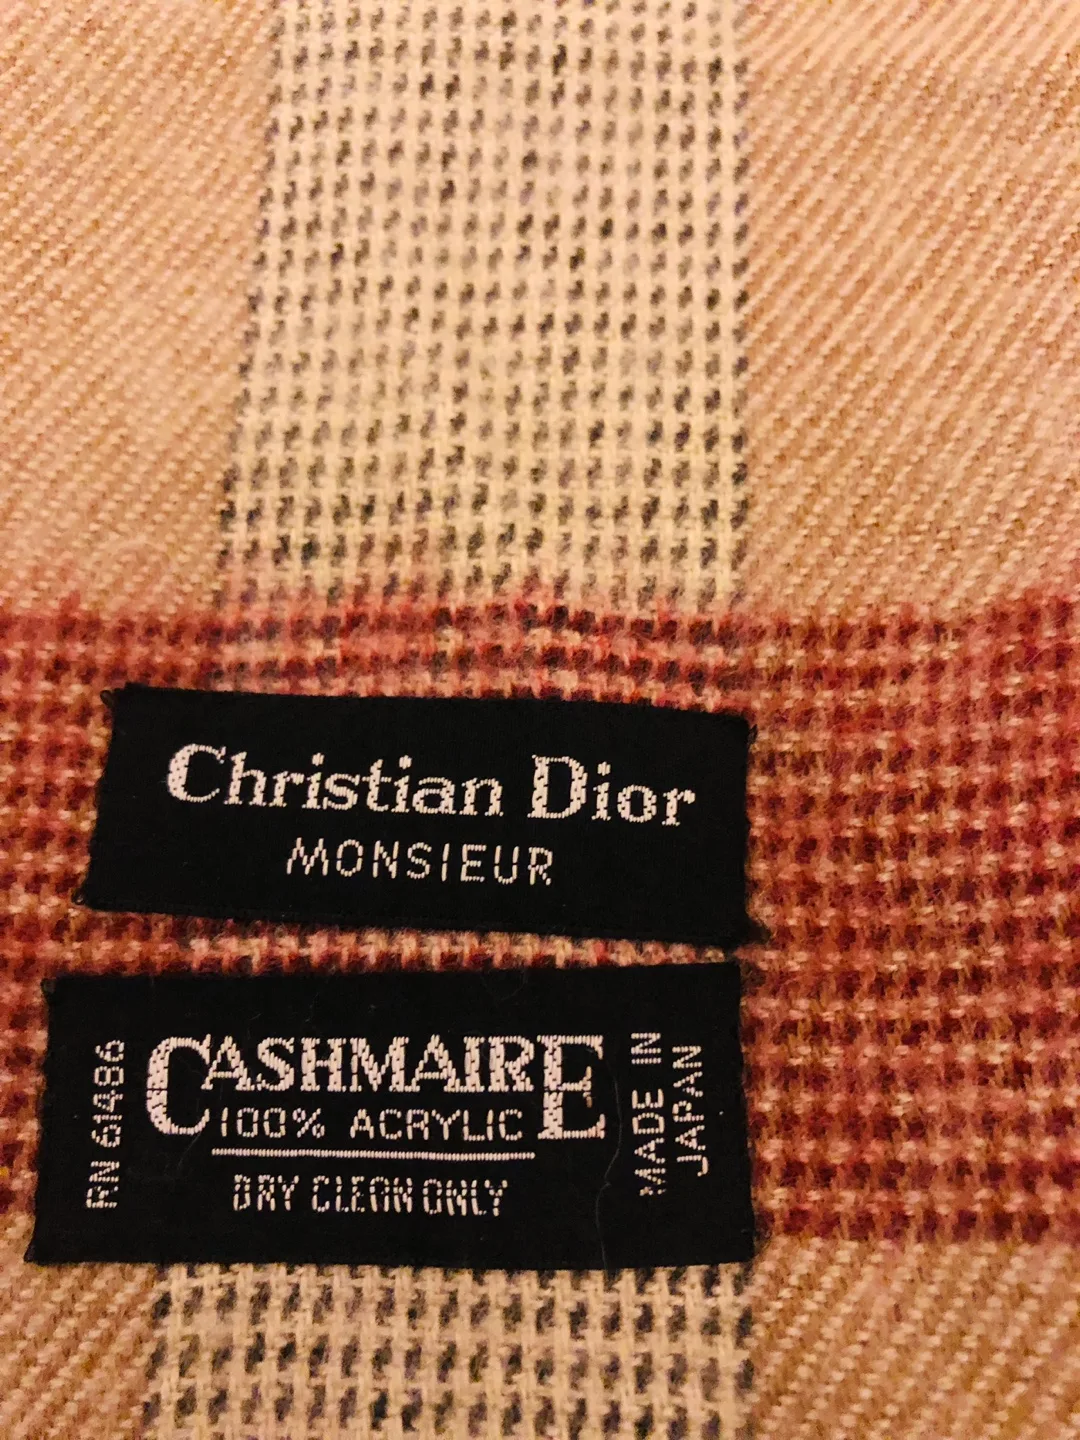 Christian Dior
MONSIEUR
RN 61486
CASHMAIRE
100% ACRYLIC
DRY CLEAN ONLY
MADE IN
JAPAN